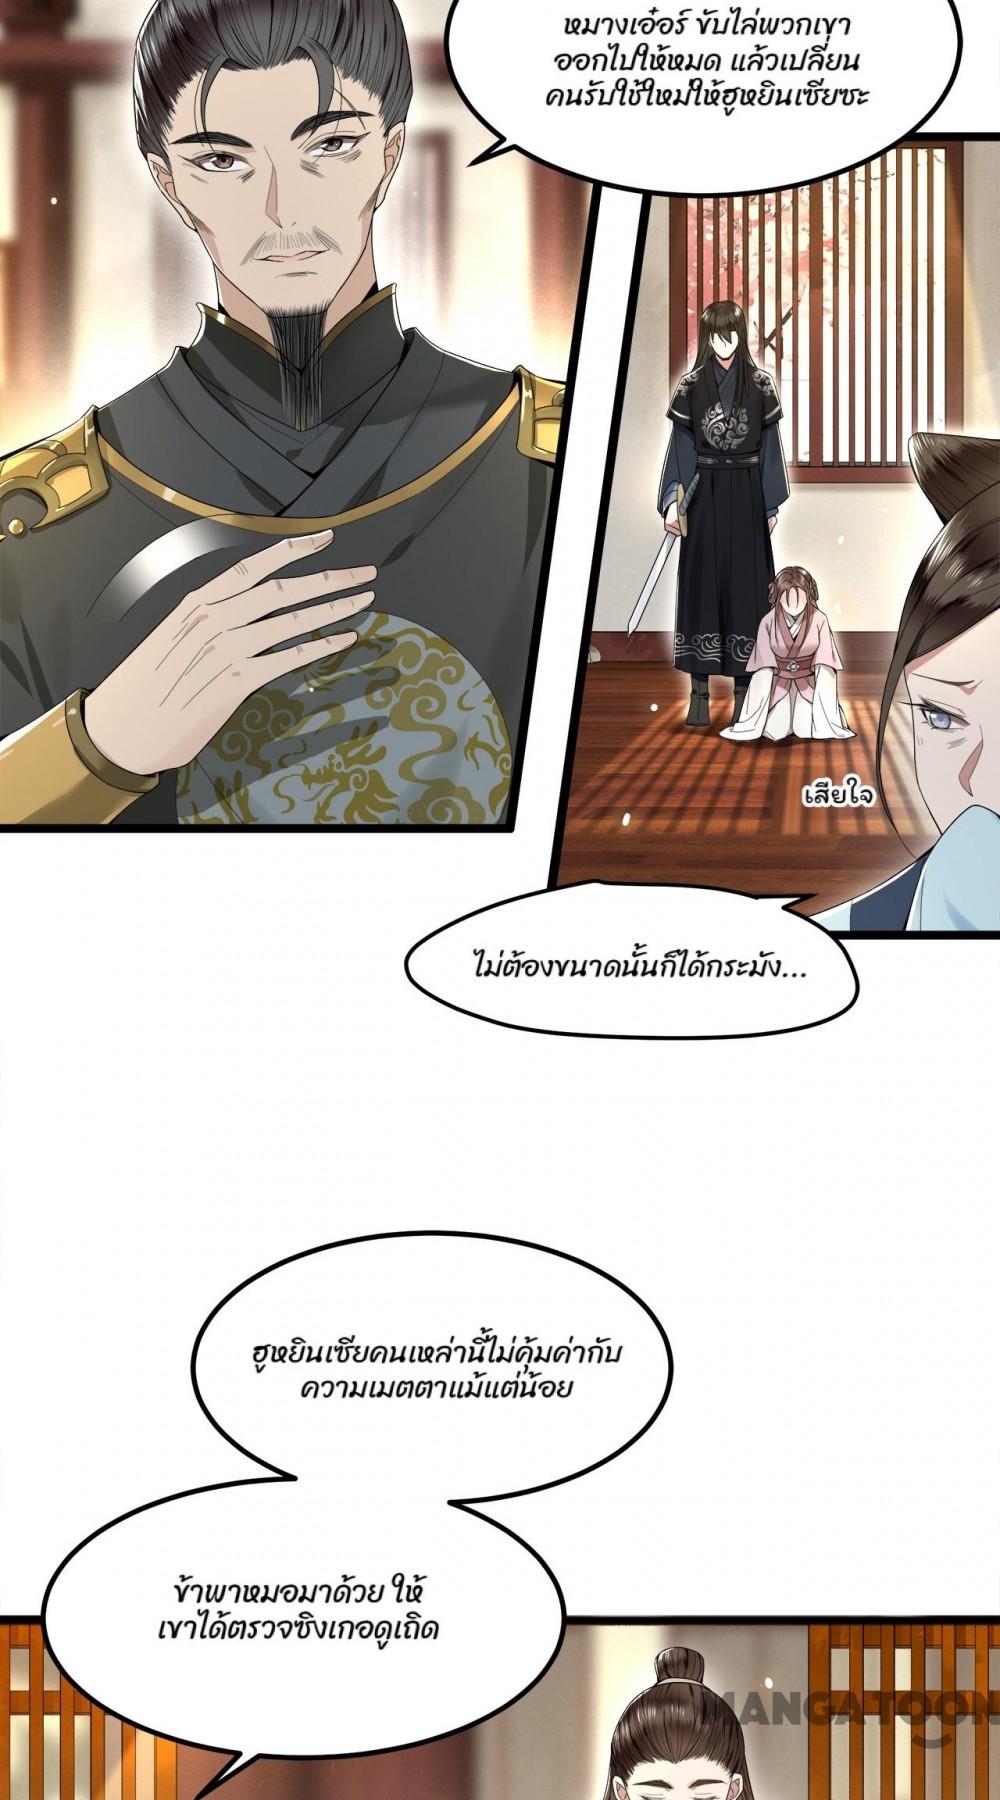 หมางเอ๋อร์ ขับไล่พวกเขา
ออกไปให้หมด แล้วเปลี่ยน
คนรับใช้ใหม่ให้ฮูหยินเซียซะ
เสียใจ
ไม่ต้องขนาดนั้นก็ได้กระมัง...
ฮูหยินเซียคนเหล่านี้ไม่คุ้มค่ากับ
ความเมตตาแม้แต่น้อย
ข้าพาหมอมาด้วย ให้
เขาได้ตรวจซิงเกอดูเถิด
MANGATOON